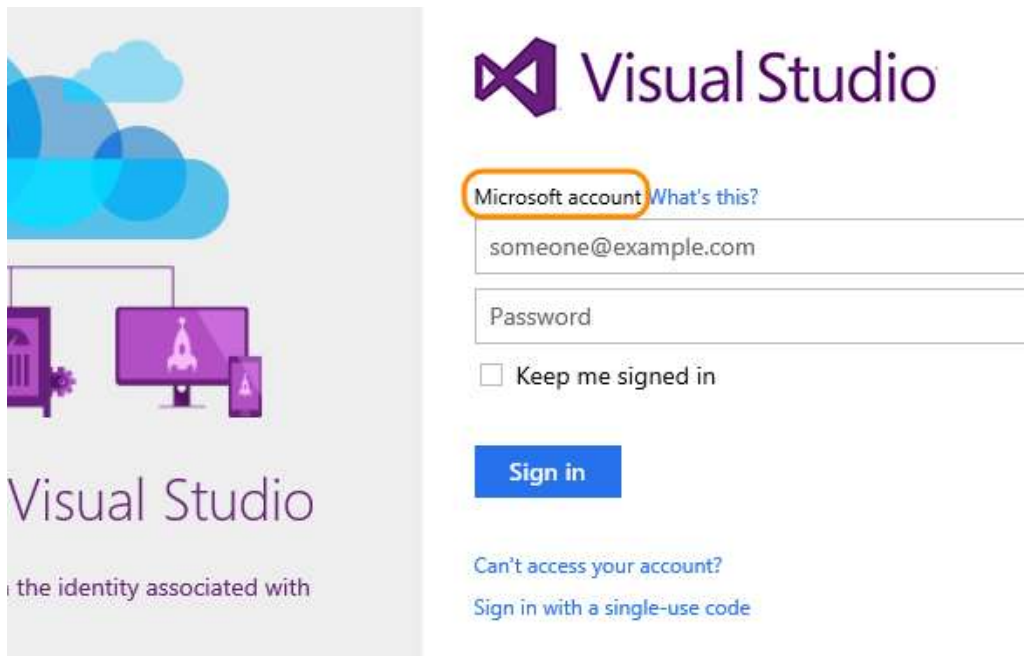 Visual Studio
Microsoft account What's this?
someone@example.com
Password
Keep me signed in
Sign in
Can't access your account?
Sign in with a single-use code
Visual Studio
the identity associated with